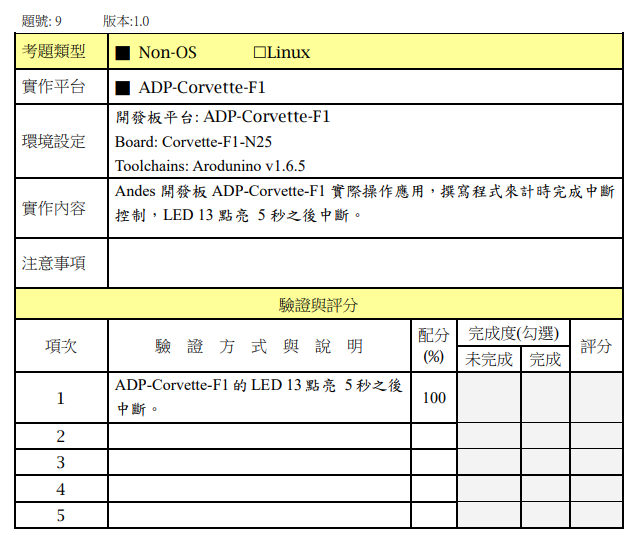 題號: 9 版本:1.0
考題類型 ■ Non-OS □Linux
實作平台 ■ ADP-Corvette-F1
環境設定
開發板平台: ADP-Corvette-F1
Board: Corvette-F1-N25
Toolchains: Arodunino v1.6.5
實作內容
Andes 開發板 ADP-Corvette-F1 實際操作應用，撰寫程式來計時完成中斷
控制，LED 13 點亮 5 秒之後中斷。
注意事項
驗證與評分
項次 驗 證 方 式 與 說 明 配分
(%)
完成度(勾選)
未完成 完成
評分
1
ADP-Corvette-F1 的 LED 13 點亮 5 秒之後
中斷。
100
2
3
4
5